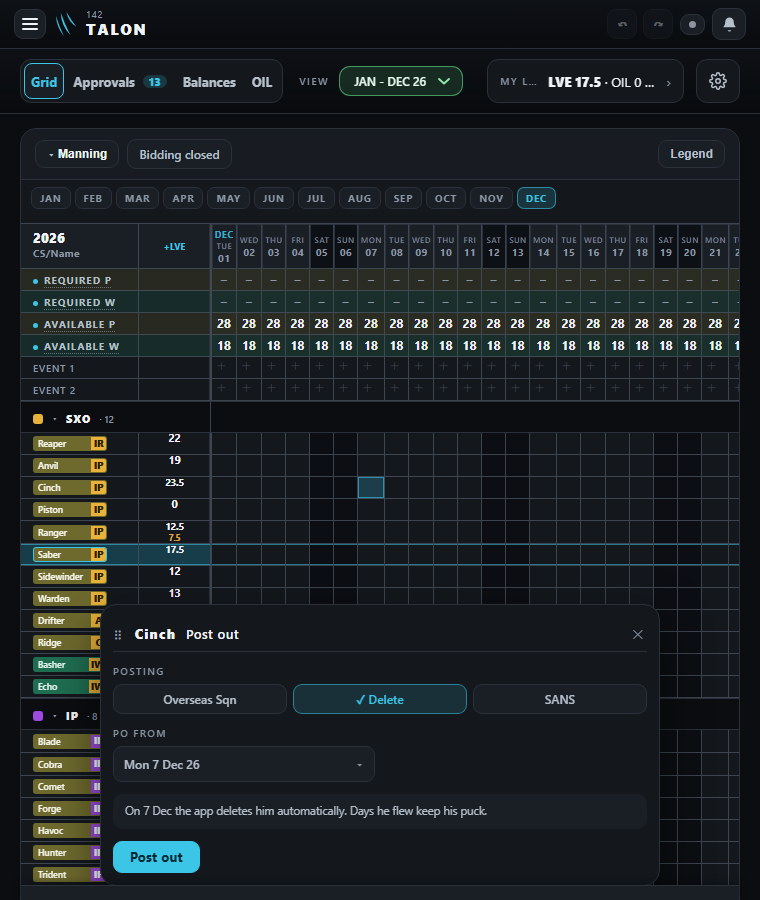 142
TALON
Grid Approvals 13 Balances OIL VIEW JAN - DEC 26 MY L... LVE 17.5 · OIL 0 ... ›
Manning Bidding closed Legend
JAN FEB MAR APR MAY JUN JUL AUG SEP OCT NOV DEC
2026
CS/Name
+LVE
DEC
TUE WED THU FRI SAT SUN MON TUE WED THU FRI SAT SUN MON TUE WED THU FRI SAT SUN MON
01 02 03 04 05 06 07 08 09 10 11 12 13 14 15 16 17 18 19 20 21
REQUIRED P – – – – – – – – – – – – – – – – – – – – –
REQUIRED W – – – – – – – – – – – – – – – – – – – – –
AVAILABLE P 28 28 28 28 28 28 28 28 28 28 28 28 28 28 28 28 28 28 28 28 28
AVAILABLE W 18 18 18 18 18 18 18 18 18 18 18 18 18 18 18 18 18 18 18 18 18
EVENT 1 + + + + + + + + + + + + + + + + + + + + +
EVENT 2 + + + + + + + + + + + + + + + + + + + + +
SXO · 12
Reaper IR 22
Anvil IP 19
Cinch IP 23.5
Piston IP 0
Ranger IP 12.5
7.5
Saber IP 17.5
Sidewinder IP 12
Warden IP 13
Drifter
Ridge
Basher
Echo
IP · 8
Blade
Cobra
Comet
Forge
Havoc
Hunter
Trident
Cinch Post out
POSTING
Overseas Sqn ✓ Delete SANS
PO FROM
Mon 7 Dec 26
On 7 Dec the app deletes him automatically. Days he flew keep his puck.
Post out